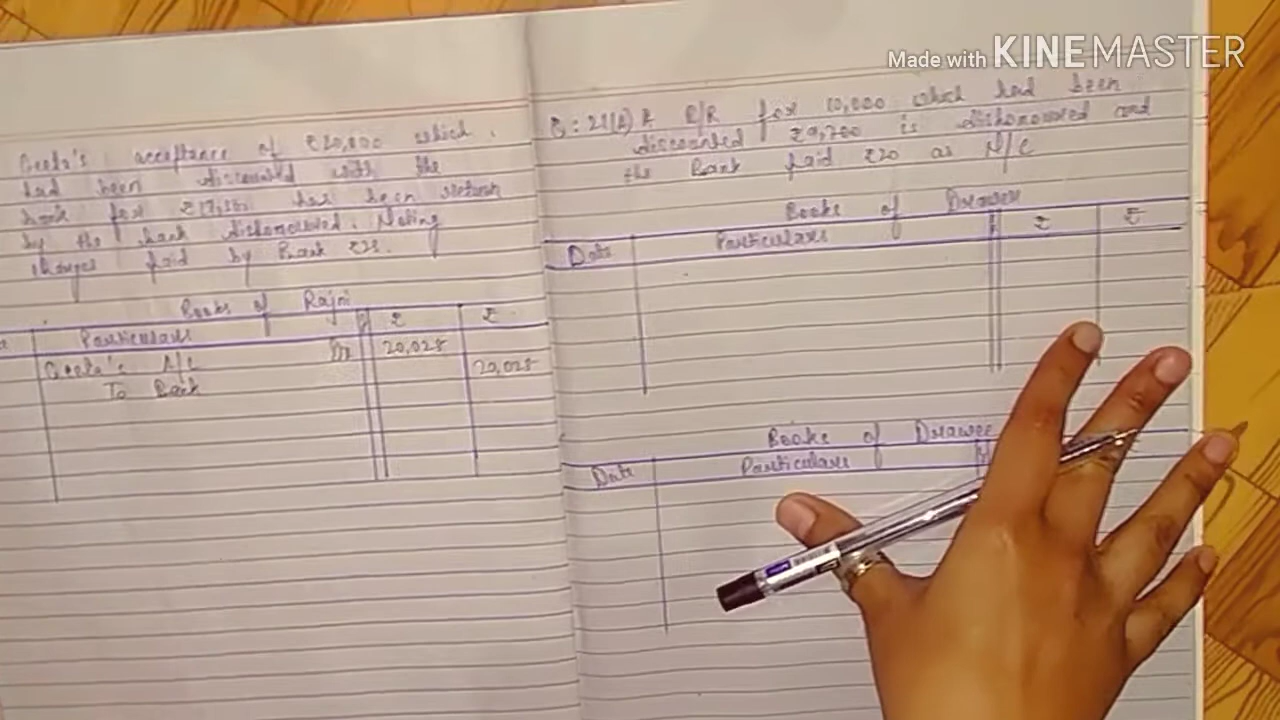 Made with KINEMASTER
Geeta's acceptance of ₹20,000 which
had been discounted with the
bank for has been return
by the bank dishonoured. Noting
charges paid by Bank
Books of Rajni
Particulars ₹ ₹
Geeta's A/c Dr 20,028
To Bank 20,028
B/R for 10,000 which had been
discounted ₹9,700 is dishonoured and
the Bank paid ₹20 as N/C
Books of Drawer
Date Particulars ₹ ₹
Books of Drawee
Date Particulars